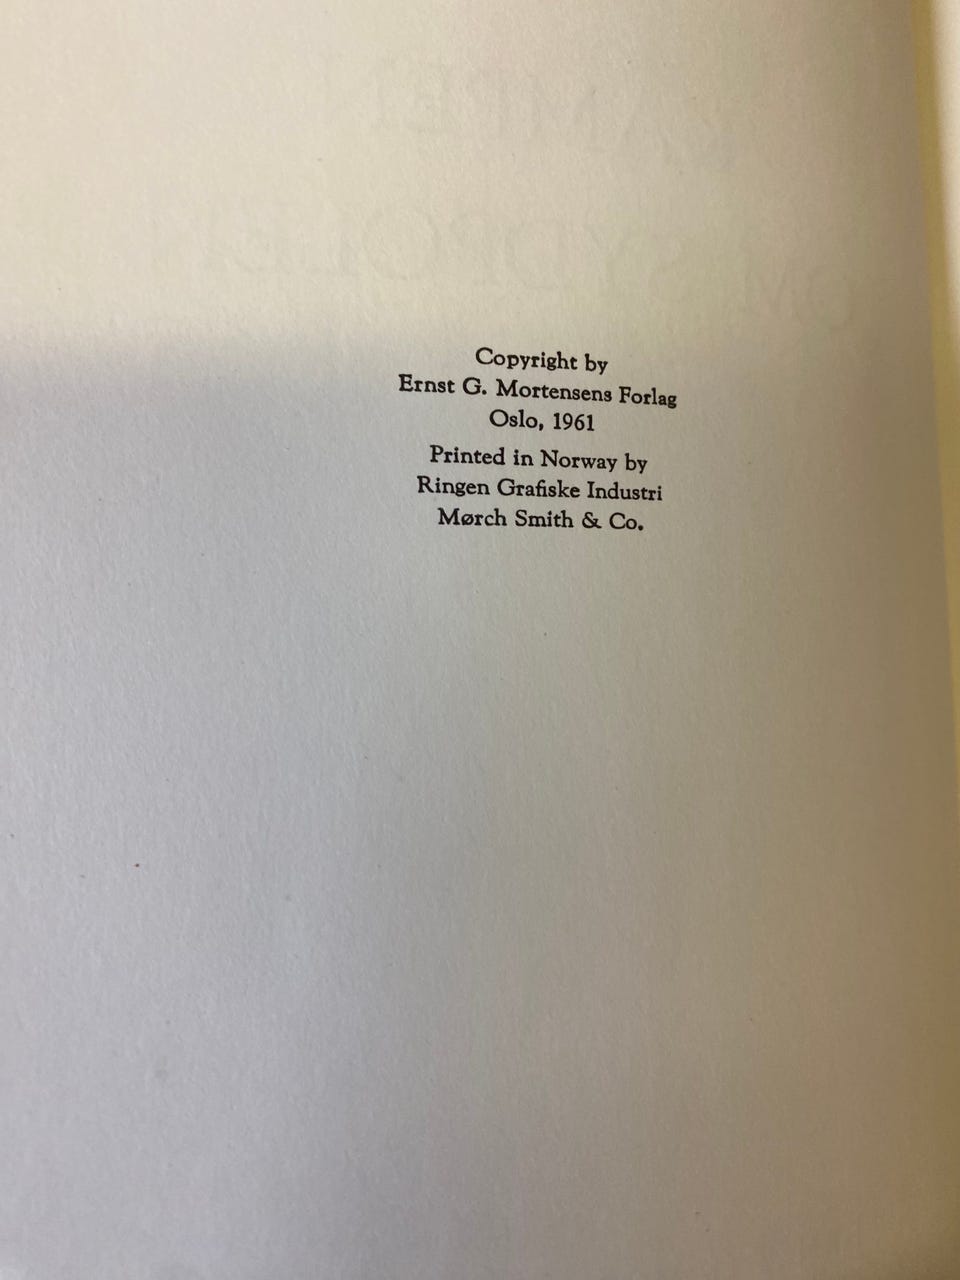 Copyright by
Ernst G. Mortensens Forlag
Oslo, 1961
Printed in Norway by
Ringen Grafiske Industri
Mørch Smith & Co.